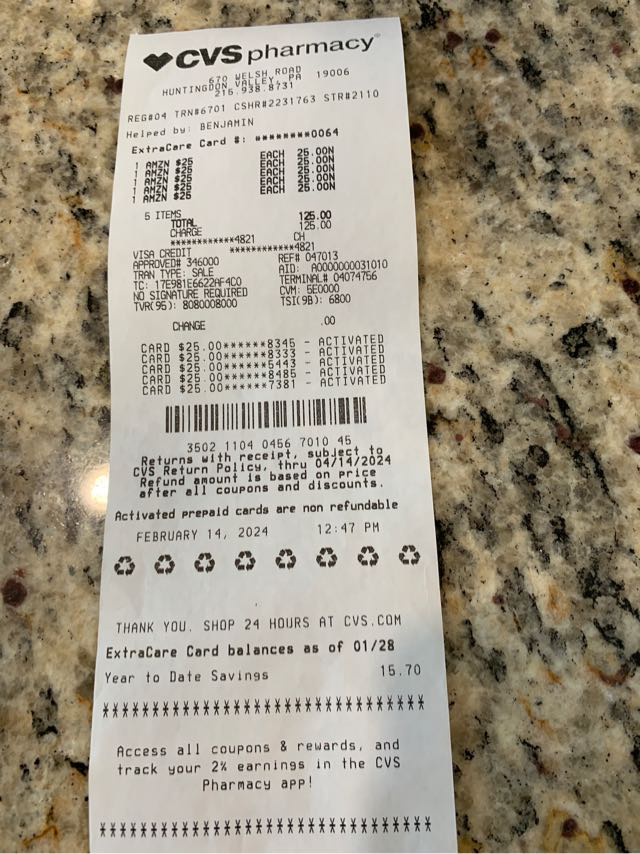 CVS pharmacy®
670 WELSH ROAD
HUNTINGDON VALLEY, PA 19006
215.938.8731
REG#04 TRN#6701 CSHR#2231763 STR#2110
Helped by: BENJAMIN
ExtraCare Card #: ********0064
1 AMZN $25 EACH 25.00N
1 AMZN $25 EACH 25.00N
1 AMZN $25 EACH 25.00N
1 AMZN $25 EACH 25.00N
1 AMZN $25 EACH 25.00N
5 ITEMS
TOTAL 125.00
CHARGE 125.00
************4821 CH
VISA CREDIT ************4821
APPROVED# 346000 REF# 047013
TRAN TYPE: SALE AID: A0000000031010
TC: 17E981E6622AF4C0 TERMINAL# 04074756
NO SIGNATURE REQUIRED CVM: 5E0000
TVR(95): 8080008000 TSI(9B): 6800
CHANGE .00
CARD $25.00******8345 - ACTIVATED
CARD $25.00******8333 - ACTIVATED
CARD $25.00******5443 - ACTIVATED
CARD $25.00******8485 - ACTIVATED
CARD $25.00******7381 - ACTIVATED
3502 1104 0456 7010 45
Returns with receipt, subject to
CVS Return Policy, thru 04/14/2024
Refund amount is based on price
after all coupons and discounts.
Activated prepaid cards are non refundable
FEBRUARY 14, 2024 12:47 PM
THANK YOU. SHOP 24 HOURS AT CVS.COM
ExtraCare Card balances as of 01/28
Year to Date Savings 15.70
**********************************
Access all coupons & rewards, and
track your 2% earnings in the CVS
Pharmacy app!
**********************************